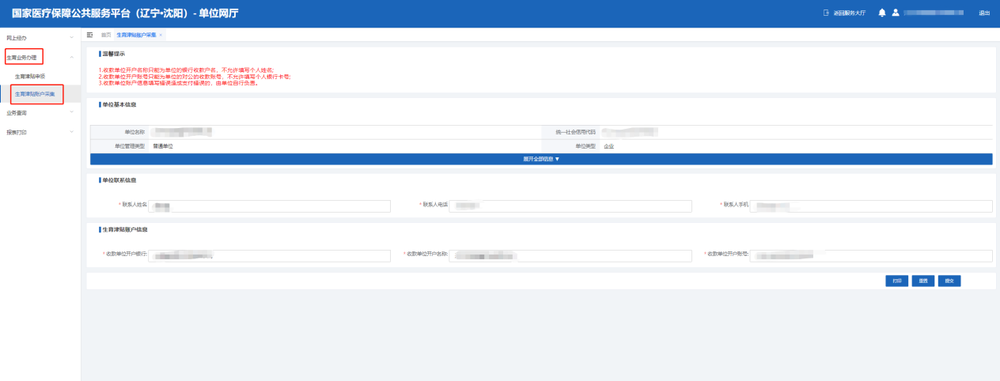 国家医疗保障公共服务平台（辽宁•沈阳）- 单位网厅
返回服务大厅
退出
网上经办
生育业务办理
生育津贴申领
生育津贴账户采集
业务查询
报表打印
首页 生育津贴账户采集 ×
温馨提示
1.收款单位开户名称只能为单位的银行收款户名，不允许填写个人姓名;
2.收款单位开户账号只能为单位的对公的收款账号，不允许填写个人银行卡号;
3.收款单位账户信息填写错误造成支付错误的，由单位自行负责。
单位基本信息
单位名称 统一社会信用代码
单位管理类型 普通单位 单位类型 企业
展开全部信息 ▼
单位联系信息
* 联系人姓名 * 联系人电话 * 联系人手机
生育津贴账户信息
* 收款单位开户银行: * 收款单位开户名称: * 收款单位开户账号:
打印 重置 提交